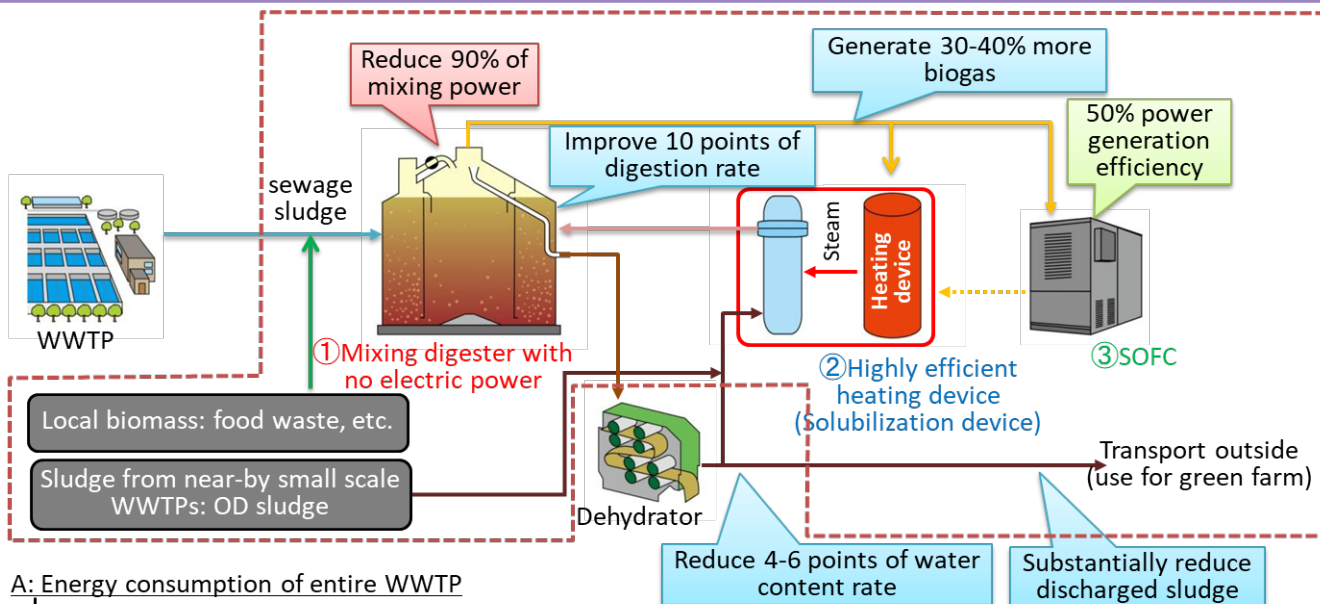 Reduce 90% of
mixing power
Generate 30-40% more
biogas
50% power
generation
efficiency
Improve 10 points of
digestion rate
sewage
sludge
Steam
Heating
device
WWTP
①Mixing digester with
no electric power
②Highly efficient
heating device
(Solubilization device)
③SOFC
Local biomass: food waste, etc.
Sludge from near-by small scale
WWTPs: OD sludge
Dehydrator
Transport outside
(use for green farm)
Reduce 4-6 points of water
content rate
Substantially reduce
discharged sludge
A: Energy consumption of entire WWTP